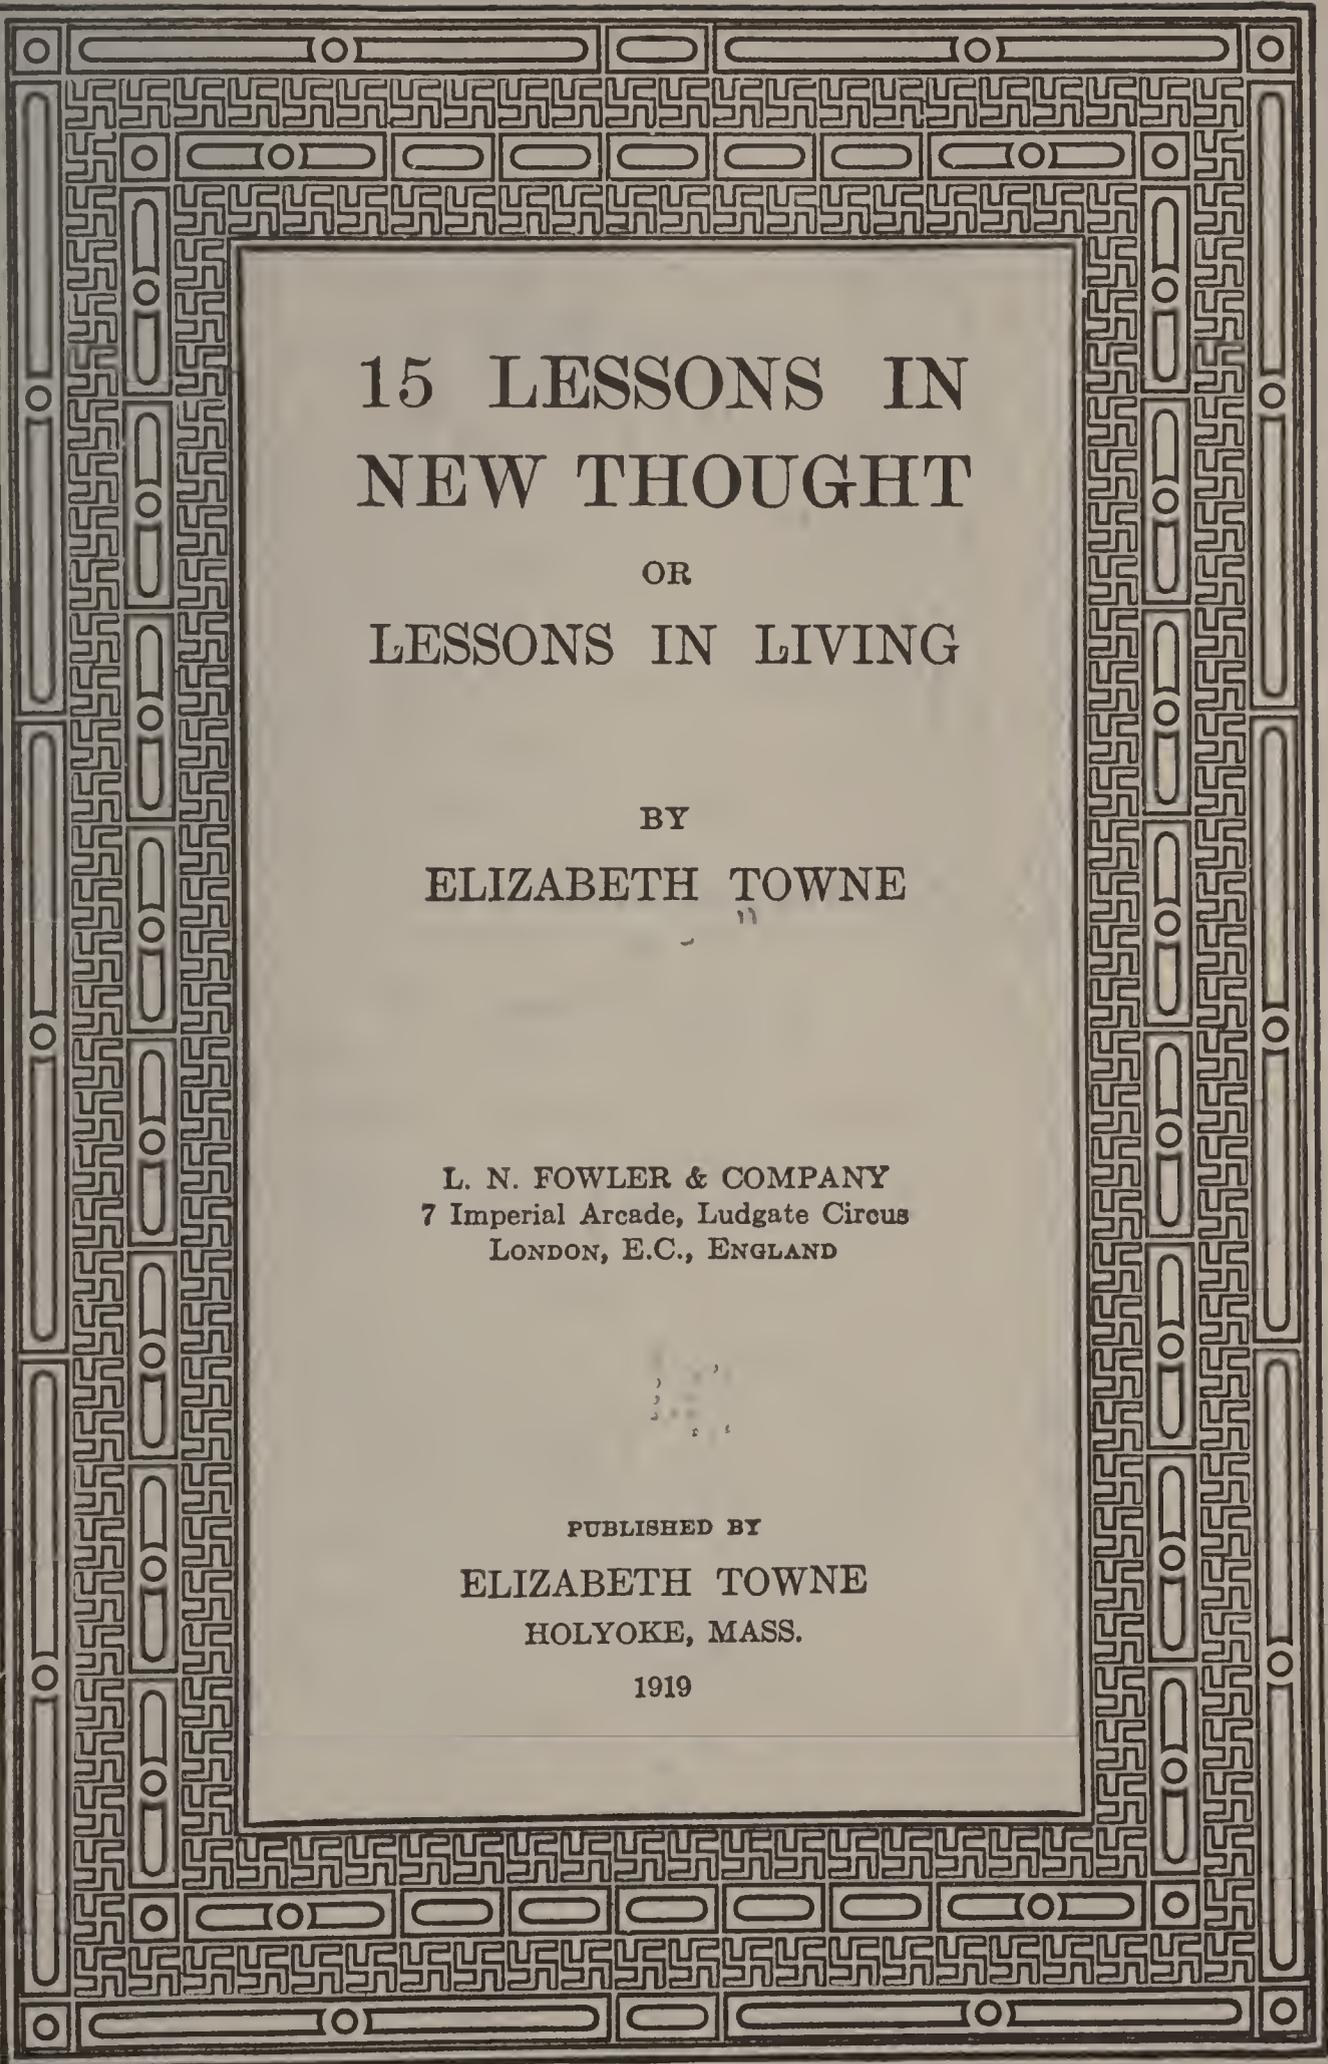 15 LESSONS IN
NEW THOUGHT
OR
LESSONS IN LIVING
BY
ELIZABETH TOWNE
L. N. FOWLER & COMPANY
7 Imperial Arcade, Ludgate Circus
LONDON, E.C., ENGLAND
PUBLISHED BY
ELIZABETH TOWNE
HOLYOKE, MASS.
1919